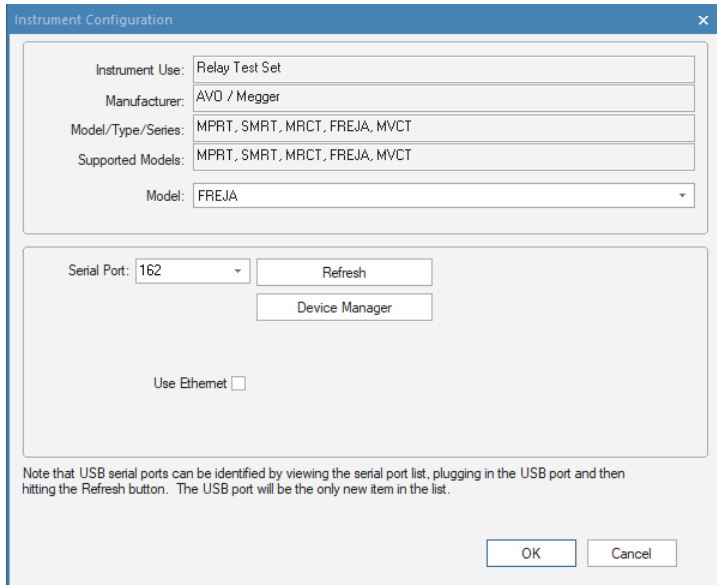 Instrument Configuration
Instrument Use: Relay Test Set
Manufacturer: AVO / Megger
Model/Type/Series: MPRT, SMRT, MRCT, FREJA, MVCT
Supported Models: MPRT, SMRT, MRCT, FREJA, MVCT
Model: FREJA
Serial Port: 162 Refresh
Device Manager
Use Ethernet
Note that USB serial ports can be identified by viewing the serial port list, plugging in the USB port and then
hitting the Refresh button. The USB port will be the only new item in the list.
OK Cancel